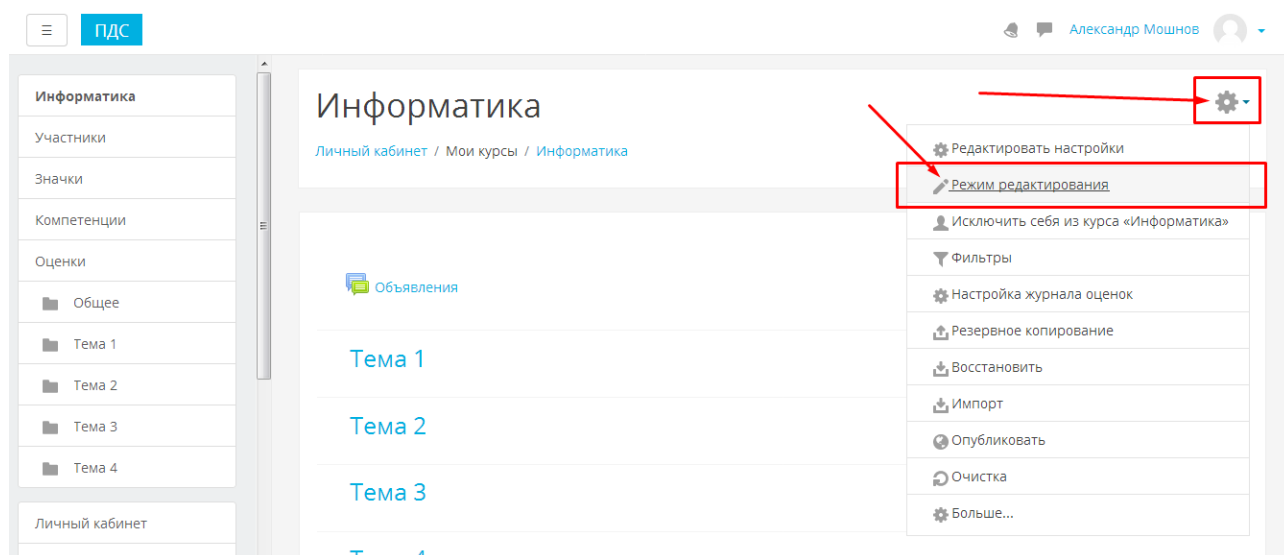 ПДС
Александр Мошнов
Информатика
Участники
Значки
Компетенции
Оценки
Общее
Тема 1
Тема 2
Тема 3
Тема 4
Личный кабинет
Информатика
Личный кабинет / Мои курсы / Информатика
Объявления
Тема 1
Тема 2
Тема 3
Редактировать настройки
Режим редактирования
Исключить себя из курса «Информатика»
Фильтры
Настройка журнала оценок
Резервное копирование
Восстановить
Импорт
Опубликовать
Очистка
Больше...